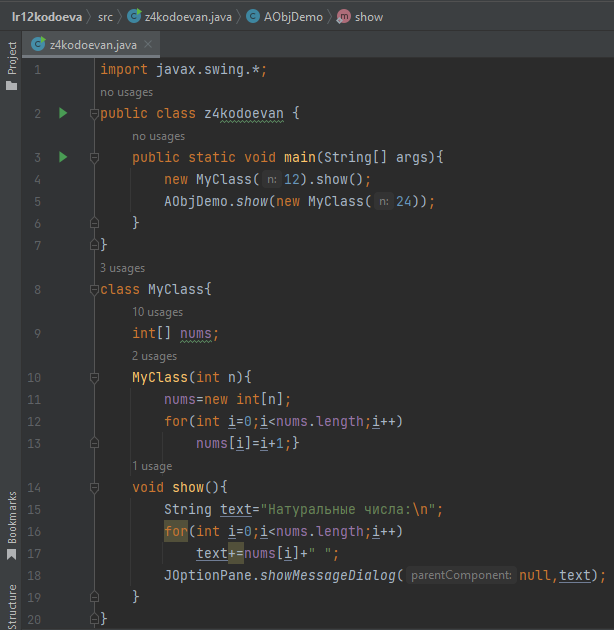 lr12kodoeva > src > z4kodoevan.java > AObjDemo > show
z4kodoevan.java
Project
Bookmarks
Structure
1 import javax.swing.*;
no usages
2 public class z4kodoevan {
no usages
3 public static void main(String[] args){
4 new MyClass( n: 12).show();
5 AObjDemo.show(new MyClass( n: 24));
6 }
7 }
3 usages
8 class MyClass{
10 usages
9 int[] nums;
2 usages
10 MyClass(int n){
11 nums=new int[n];
12 for(int i=0;i<nums.length;i++)
13 nums[i]=i+1;}
1 usage
14 void show(){
15 String text="Натуральные числа:\n";
16 for(int i=0;i<nums.length;i++)
17 text+=nums[i]+" ";
18 JOptionPane.showMessageDialog( parentComponent: null,text);
19 }
20 }